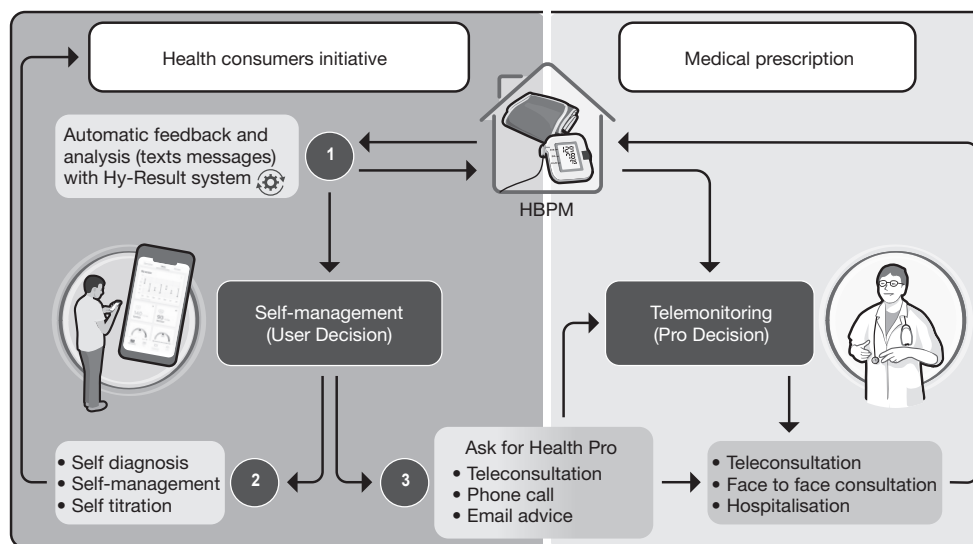 Health consumers initiative
Medical prescription
Automatic feedback and
analysis (texts messages)
with Hy-Result system
1
HBPM
Self-management
(User Decision)
Telemonitoring
(Pro Decision)
• Self diagnosis
• Self-management
• Self titration
2
3
Ask for Health Pro
• Teleconsultation
• Phone call
• Email advice
• Teleconsultation
• Face to face consultation
• Hospitalisation